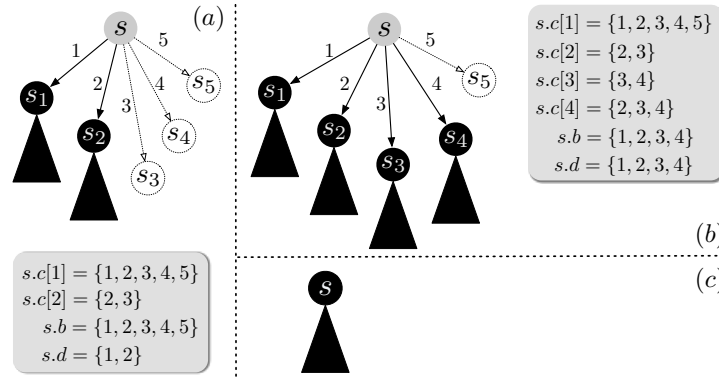 (a)
s
1
2
3
4
5
s₁
s₂
s₃
s₄
s₅
s.c[1] = {1, 2, 3, 4, 5}
s.c[2] = {2, 3}
s.b = {1, 2, 3, 4, 5}
s.d = {1, 2}
s
1
2
3
4
5
s₁
s₂
s₃
s₄
s₅
s.c[1] = {1, 2, 3, 4, 5}
s.c[2] = {2, 3}
s.c[3] = {3, 4}
s.c[4] = {2, 3, 4}
s.b = {1, 2, 3, 4}
s.d = {1, 2, 3, 4}
(b)
(c)
s